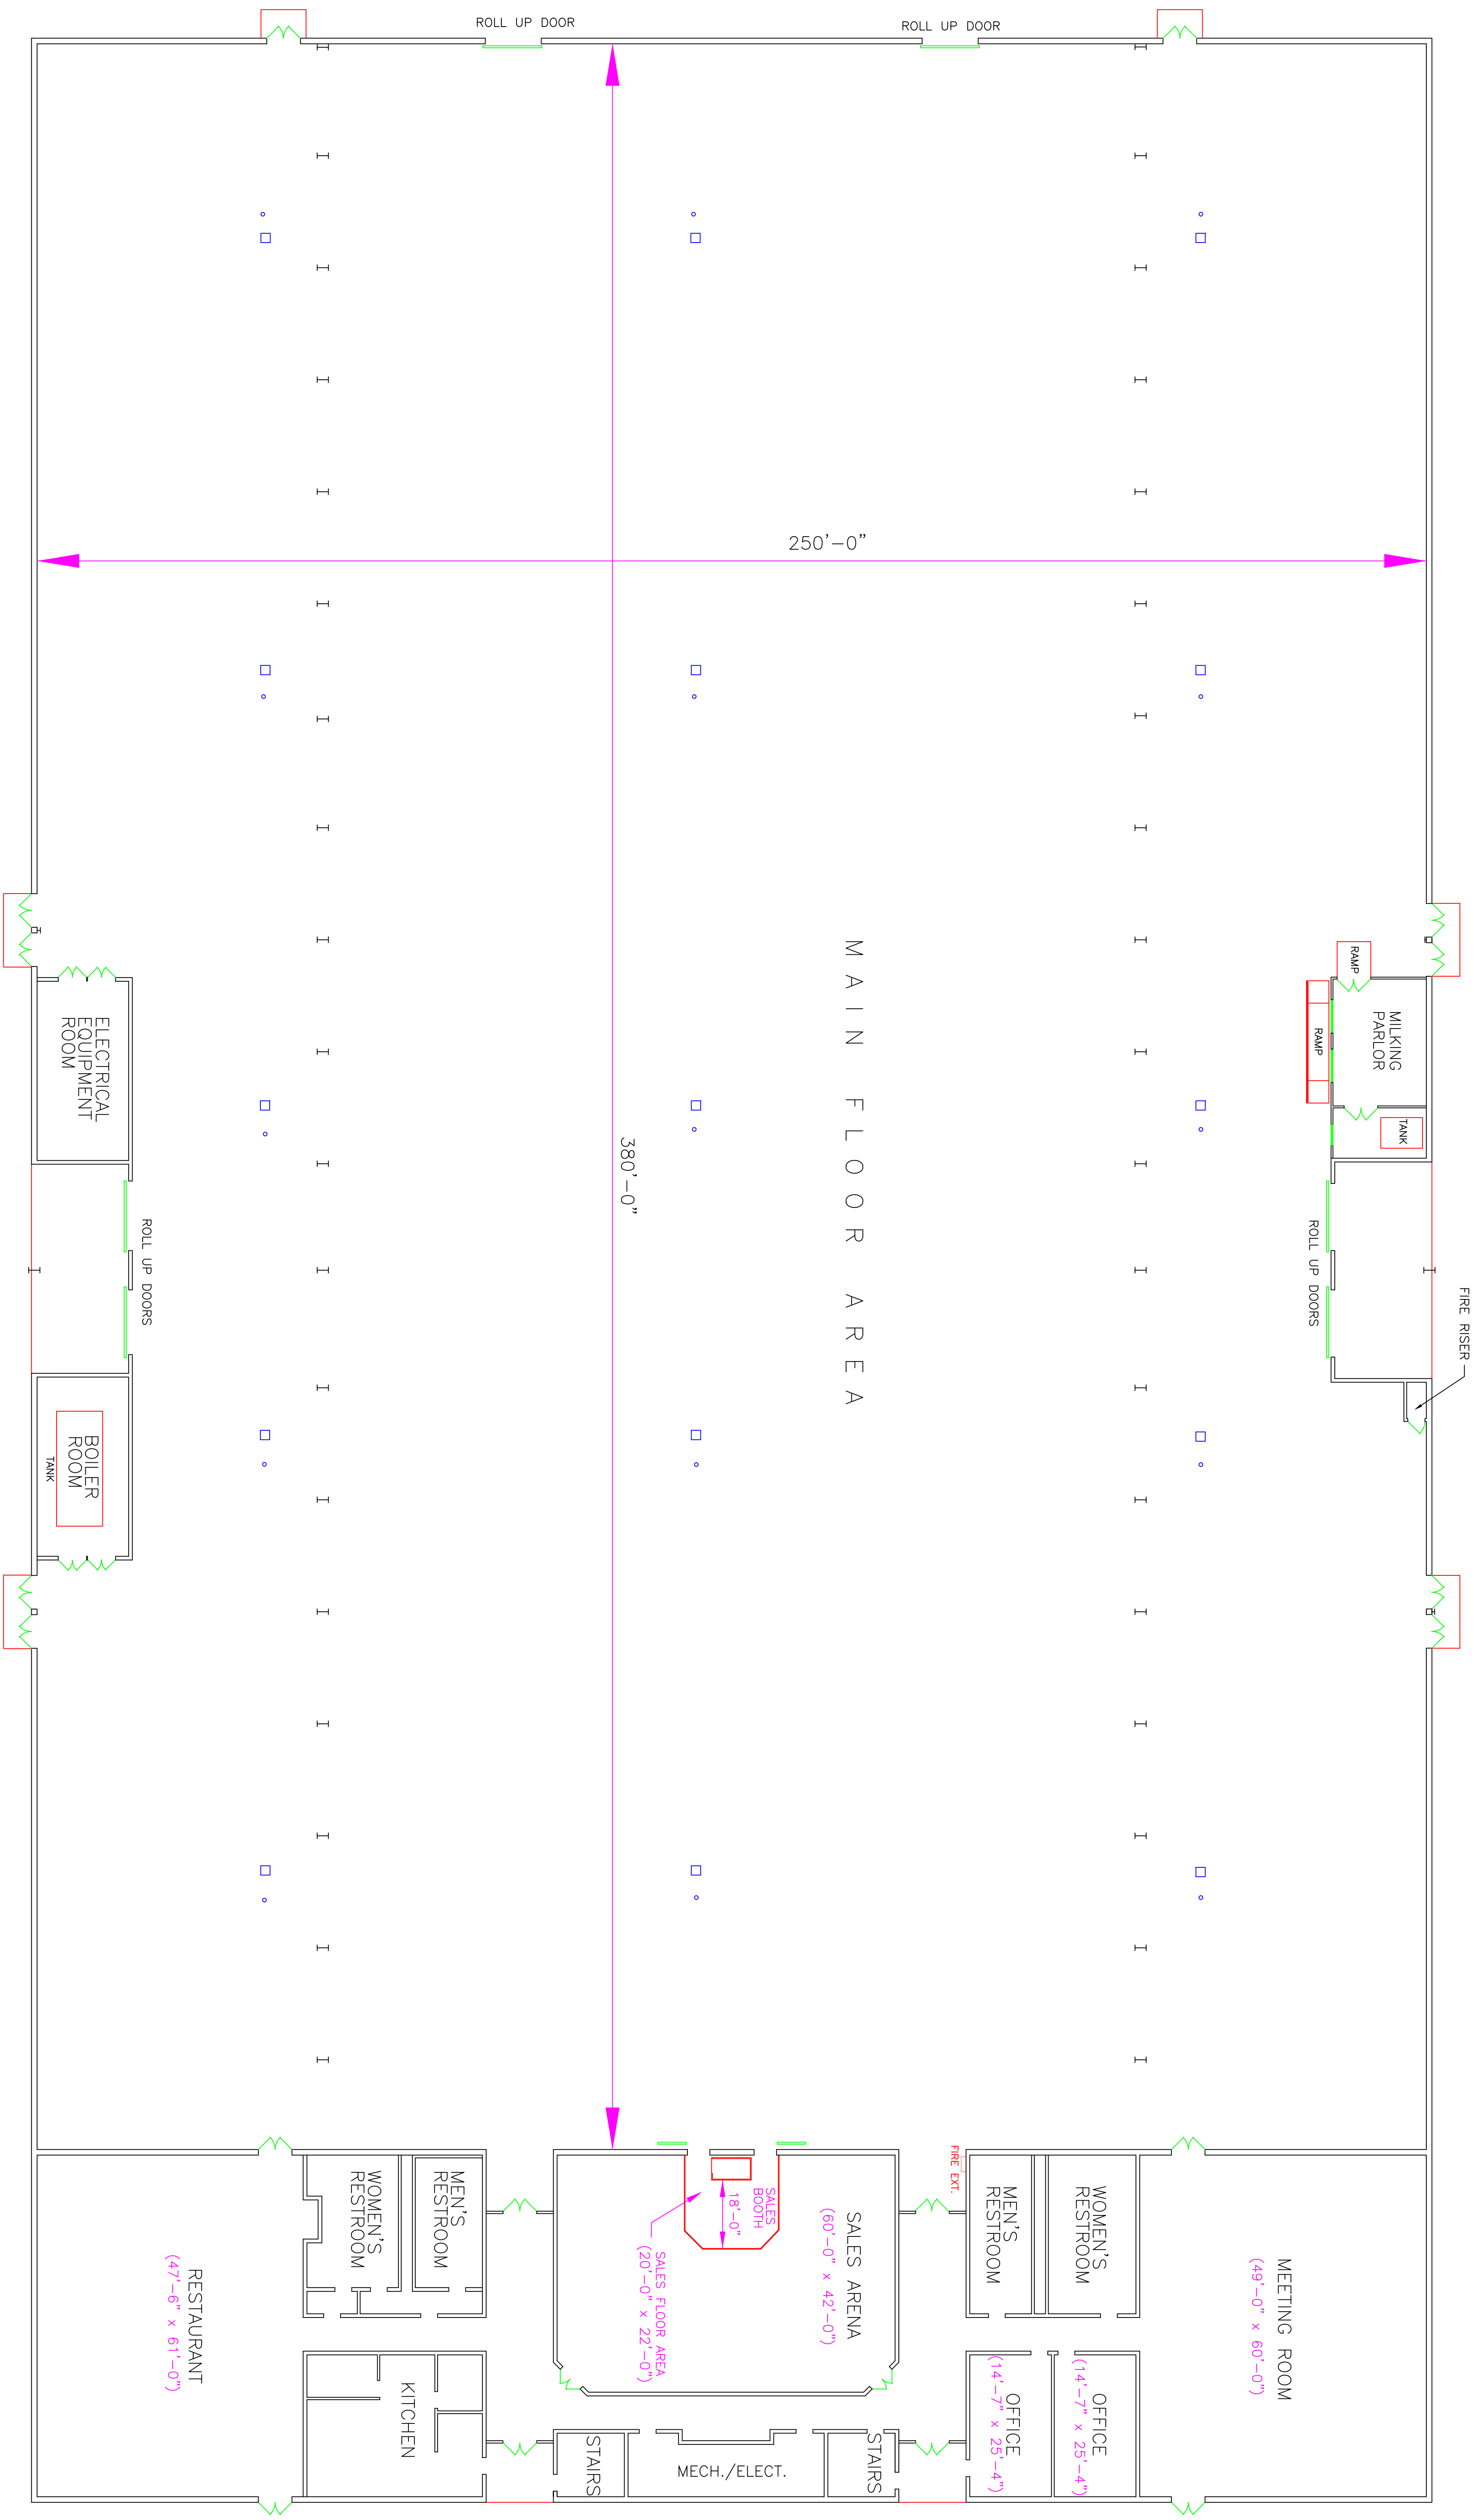 ROLL UP DOOR
ROLL UP DOOR
250'-0"
MAIN FLOOR AREA
380'-0"
RAMP
RAMP
MILKING
PARLOR
TANK
ELECTRICAL
EQUIPMENT
ROOM
ROLL UP DOORS
ROLL UP DOORS
FIRE RISER
BOILER
ROOM
TANK
FIRE EXT.
WOMEN'S
RESTROOM
MEN'S
RESTROOM
SALES
BOOTH
18'-0"
SALES ARENA
(60'-0" x 42'-0")
SALES FLOOR AREA
(20'-0" x 22'-0")
MEN'S
RESTROOM
WOMEN'S
RESTROOM
MEETING ROOM
(49'-0" x 60'-0")
RESTAURANT
(47'-6" x 61'-0")
KITCHEN
STAIRS
MECH./ELECT.
STAIRS
OFFICE
(14'-7" x 25'-4")
OFFICE
(14'-7" x 25'-4")